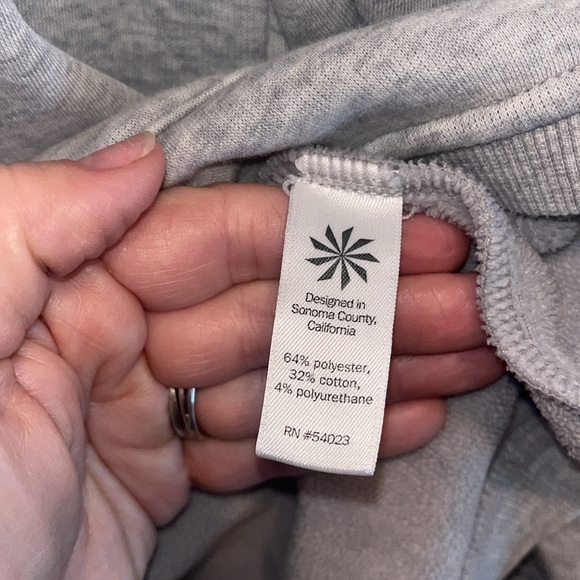 Designed in
Sonoma County,
California
64% polyester,
32% cotton,
4% polyurethane
RN #54023